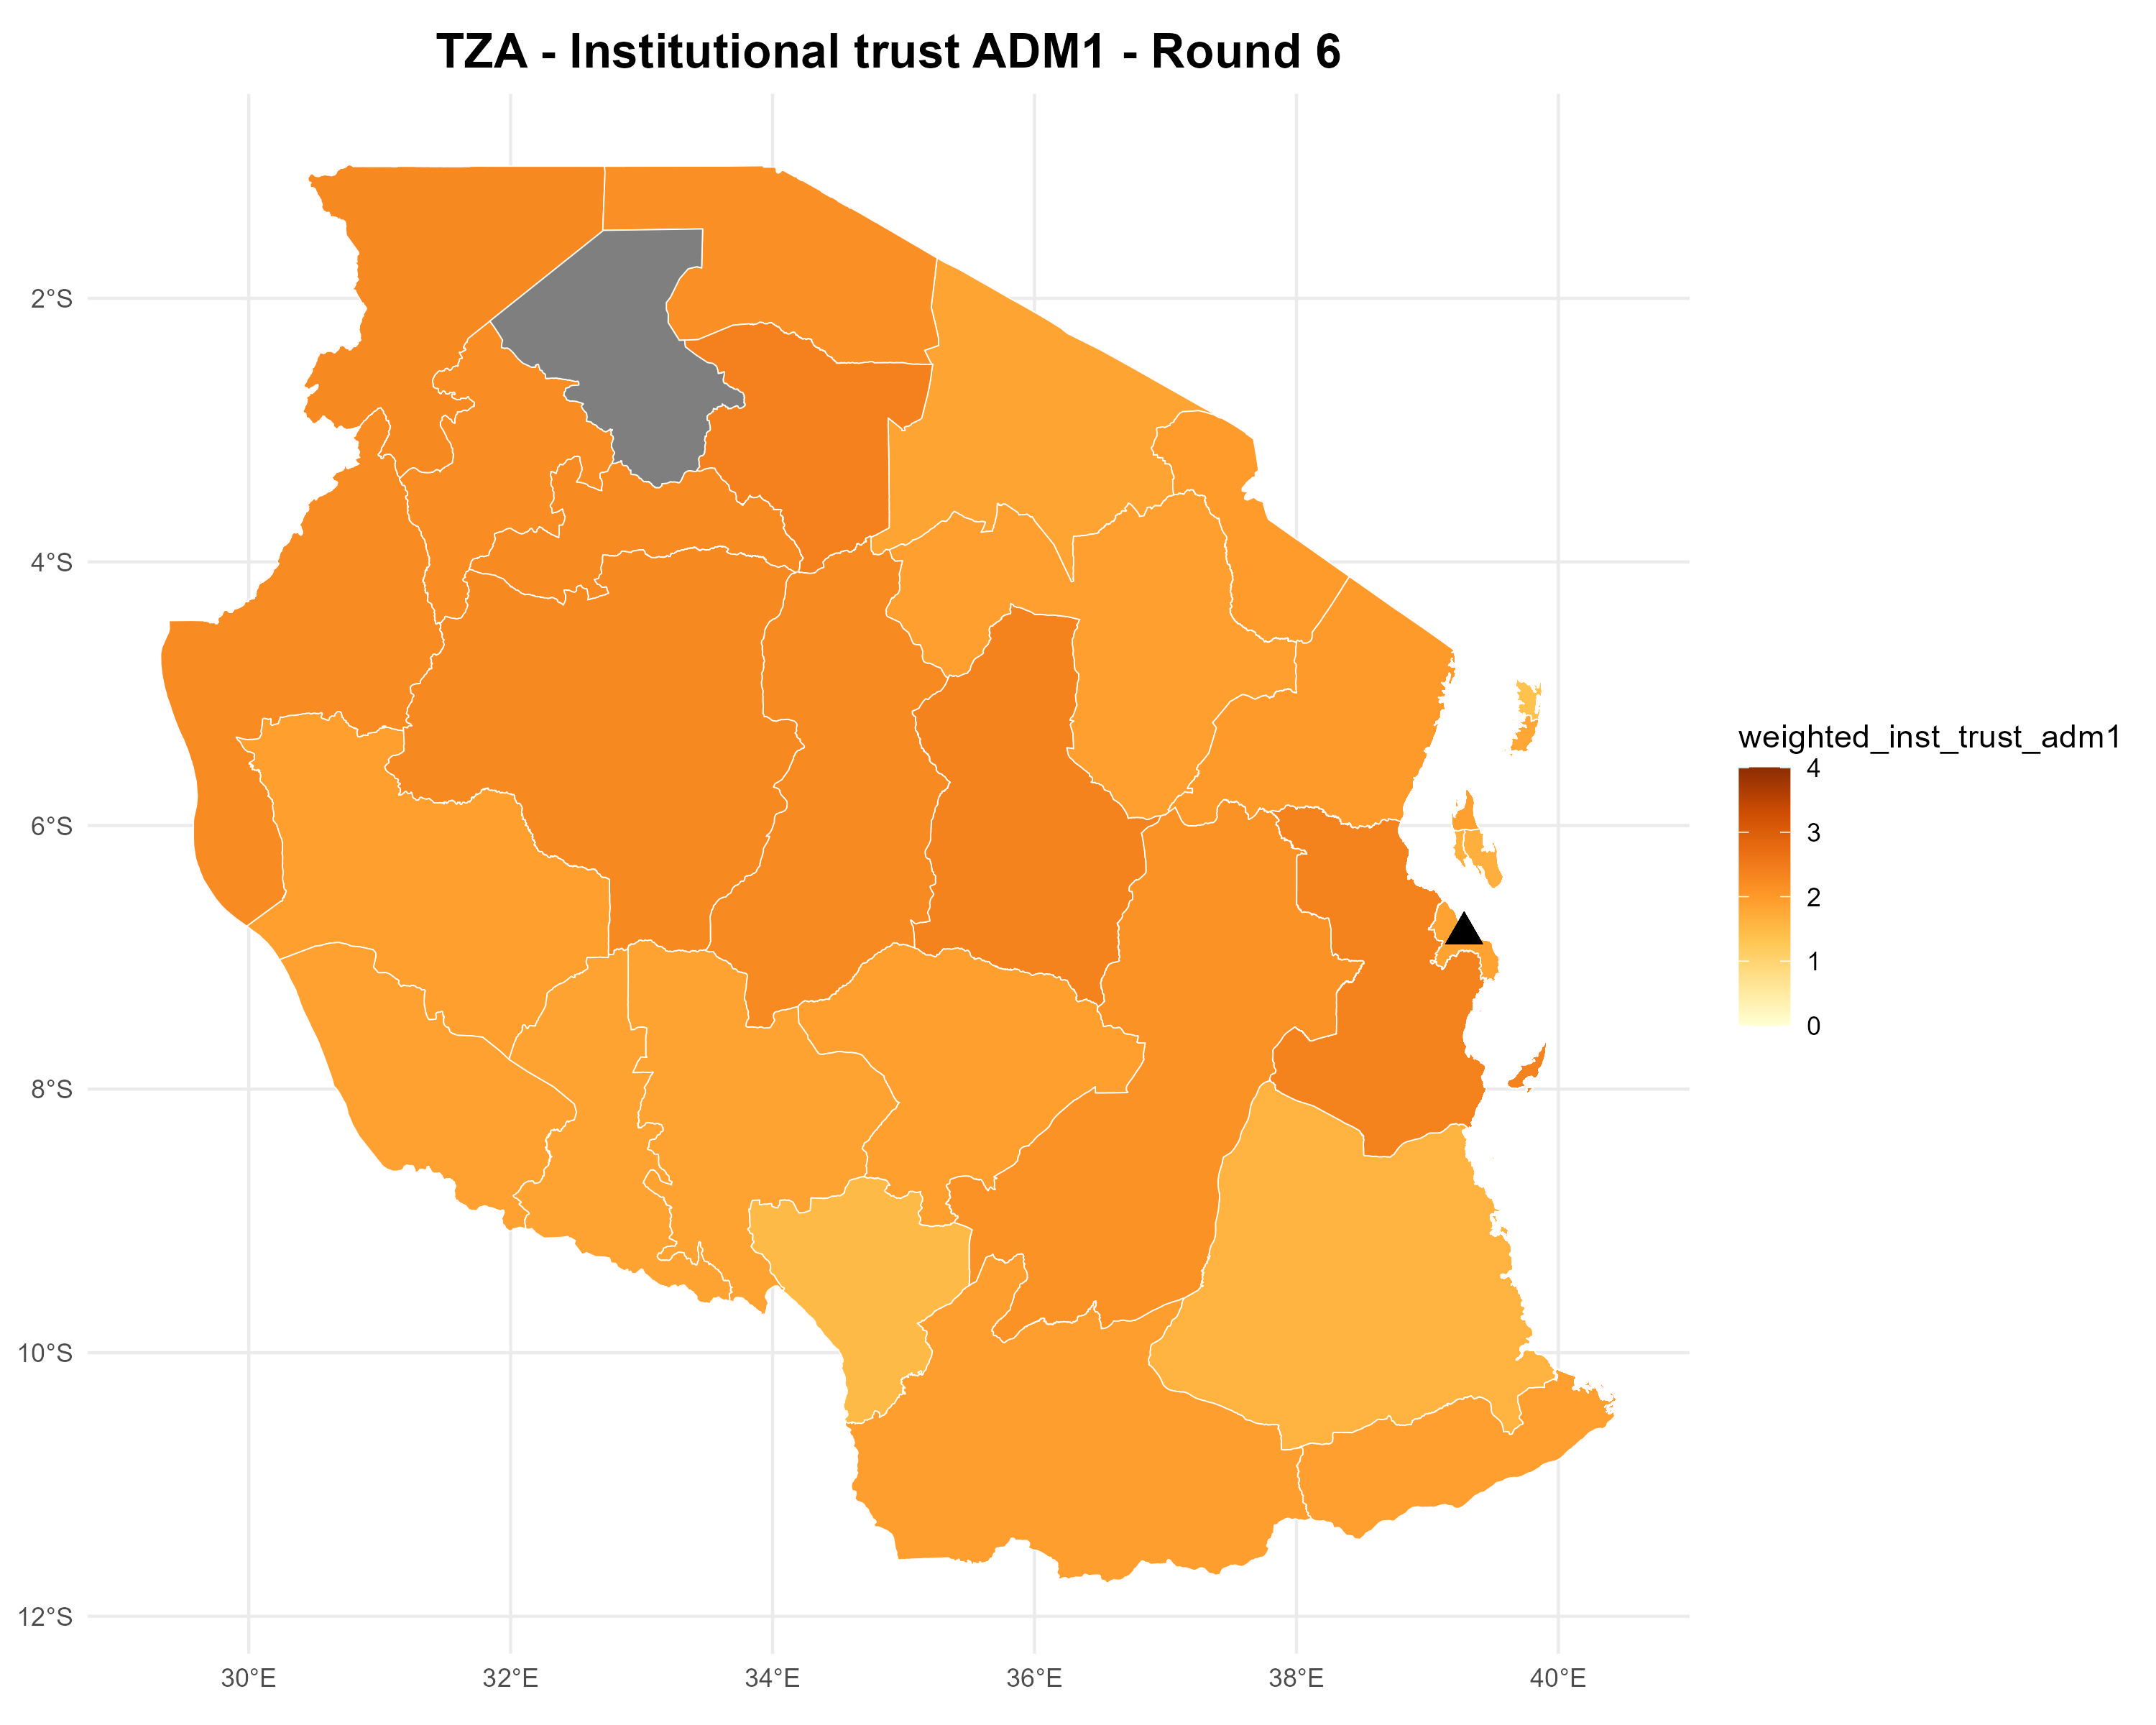 TZA - Institutional trust ADM1 - Round 6
2°S
4°S
6°S
8°S
10°S
12°S
30°E
32°E
34°E
36°E
38°E
40°E
weighted_inst_trust_adm1
4
3
2
1
0